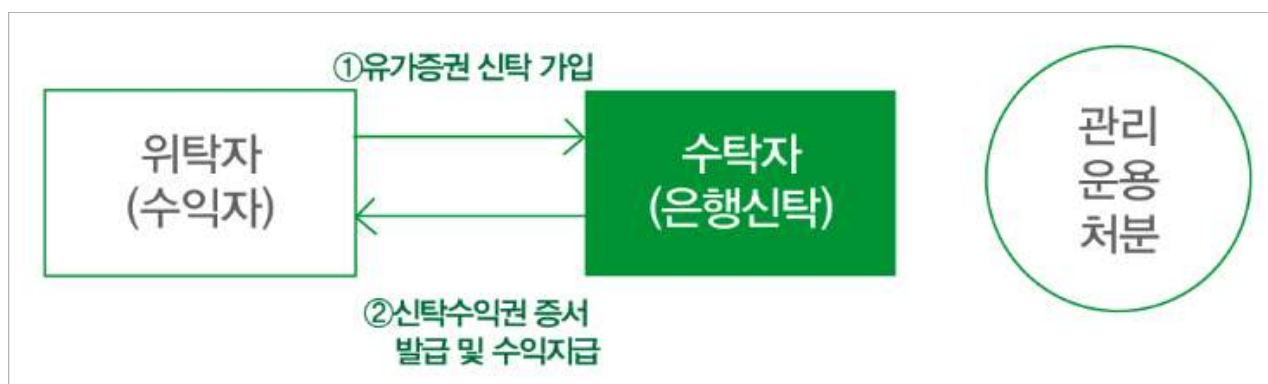 ①유가증권 신탁 가입
위탁자
(수익자)
수탁자
(은행신탁)
관리
운용
처분
②신탁수익권 증서
발급 및 수익지급